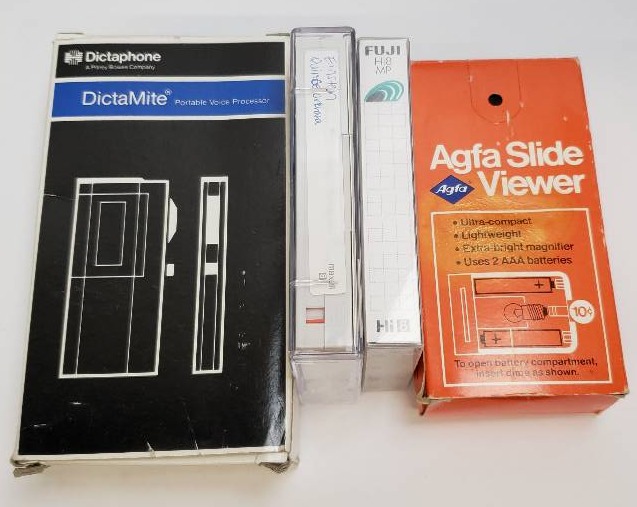 Dictaphone
A Pitney Bowes Company
DictaMite® Portable Voice Processor
maxell
FUJI
Hi8
MP
Hi8
Agfa Slide
Agfa Viewer
• Ultra-compact
• Lightweight
• Extra-bright magnifier
• Uses 2 AAA batteries
10¢
To open battery compartment,
insert dime as shown.